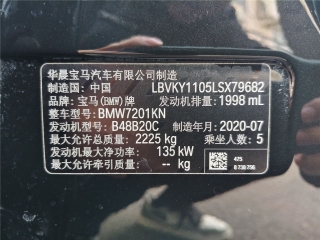 华晨宝马汽车有限公司制造
制造国：中国 LBVKY1105LSX79682
品牌：宝马(BMW)牌 发动机排量：1998 mL
整车型号：BMW7201KN
发动机型号：B48B20C 制造年月：2020-07
最大允许总质量：2225 kg 乘坐人数：5
发动机最大净功率：135 kW
最大允许牵引质量：— kg
475